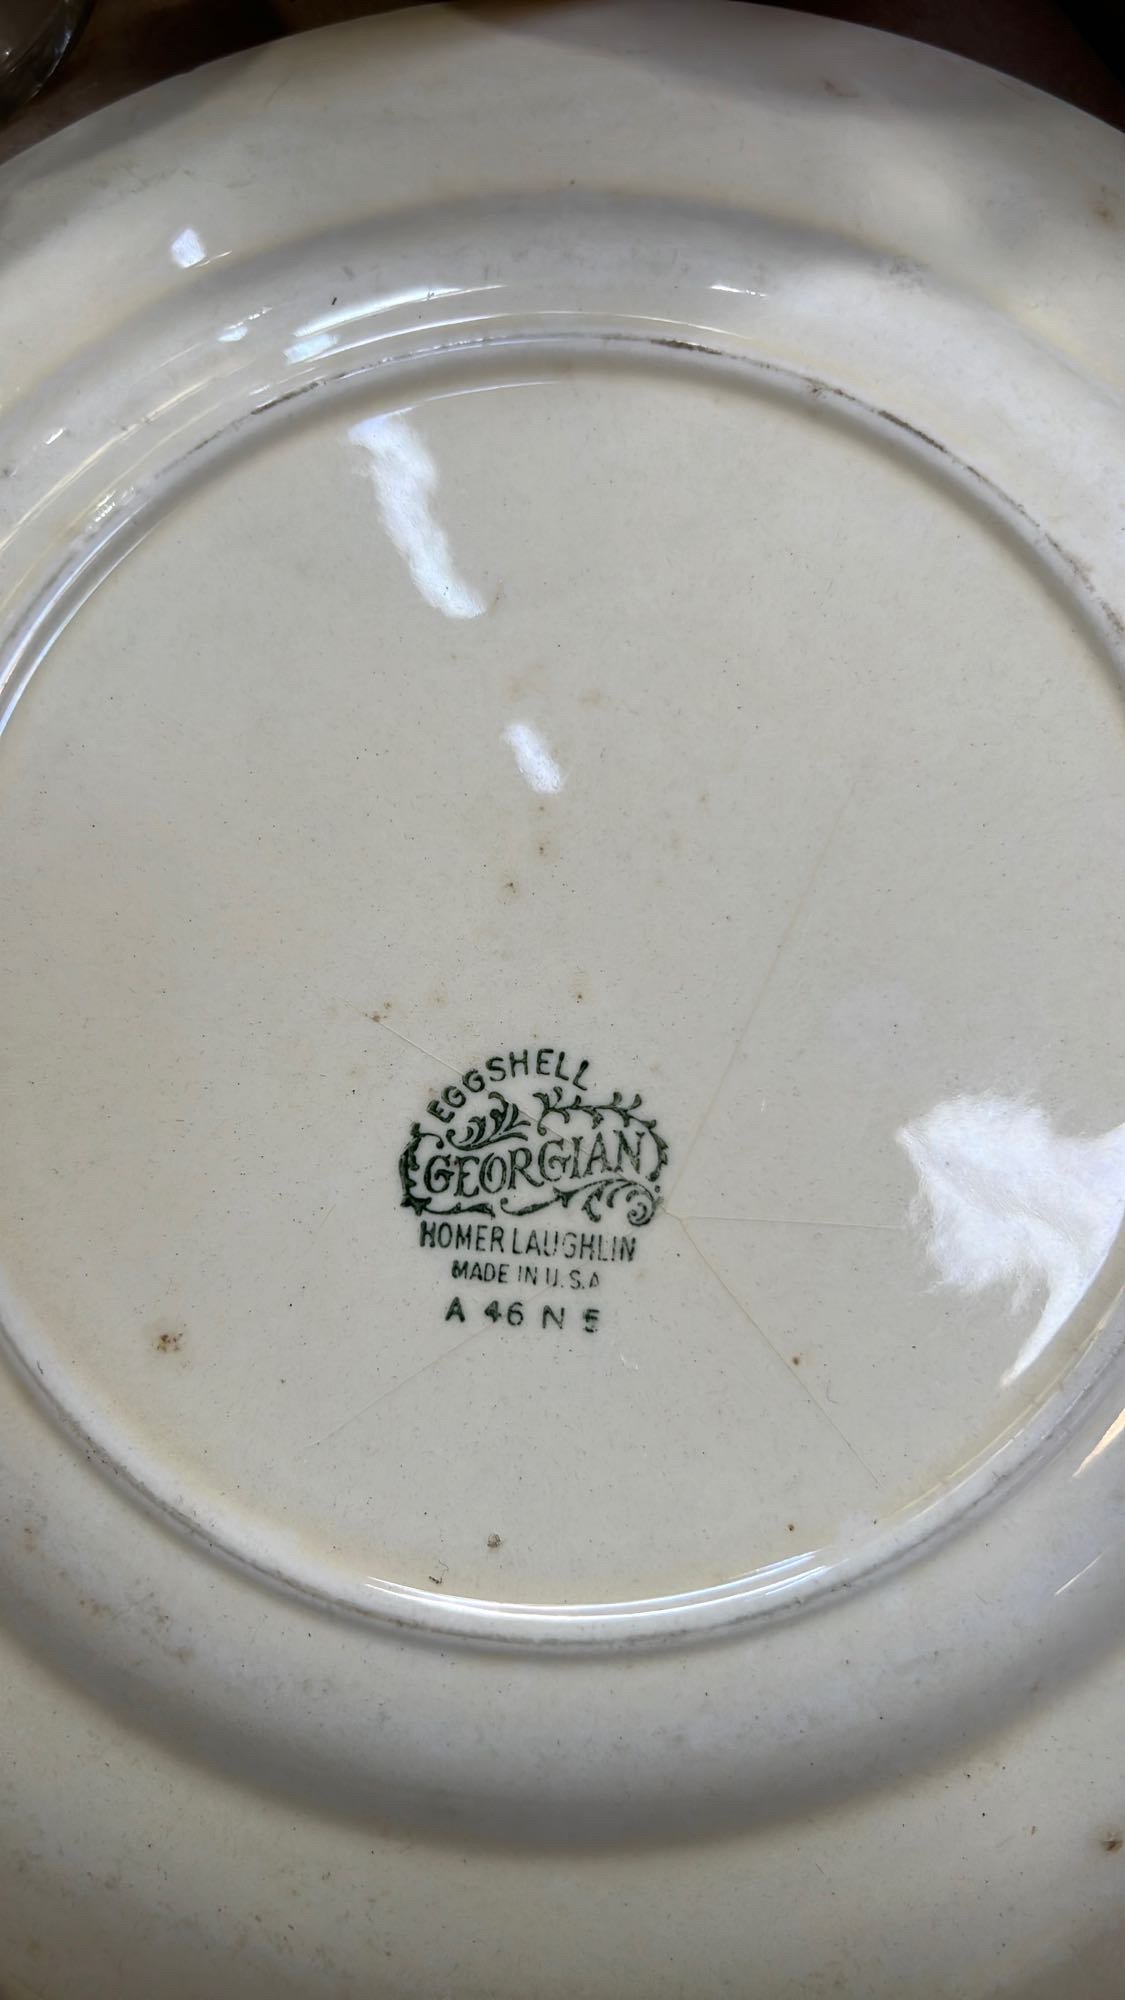 EGGSHELL
GEORGIAN
HOMER LAUGHLIN
MADE IN U.S.A
A 46 N 5